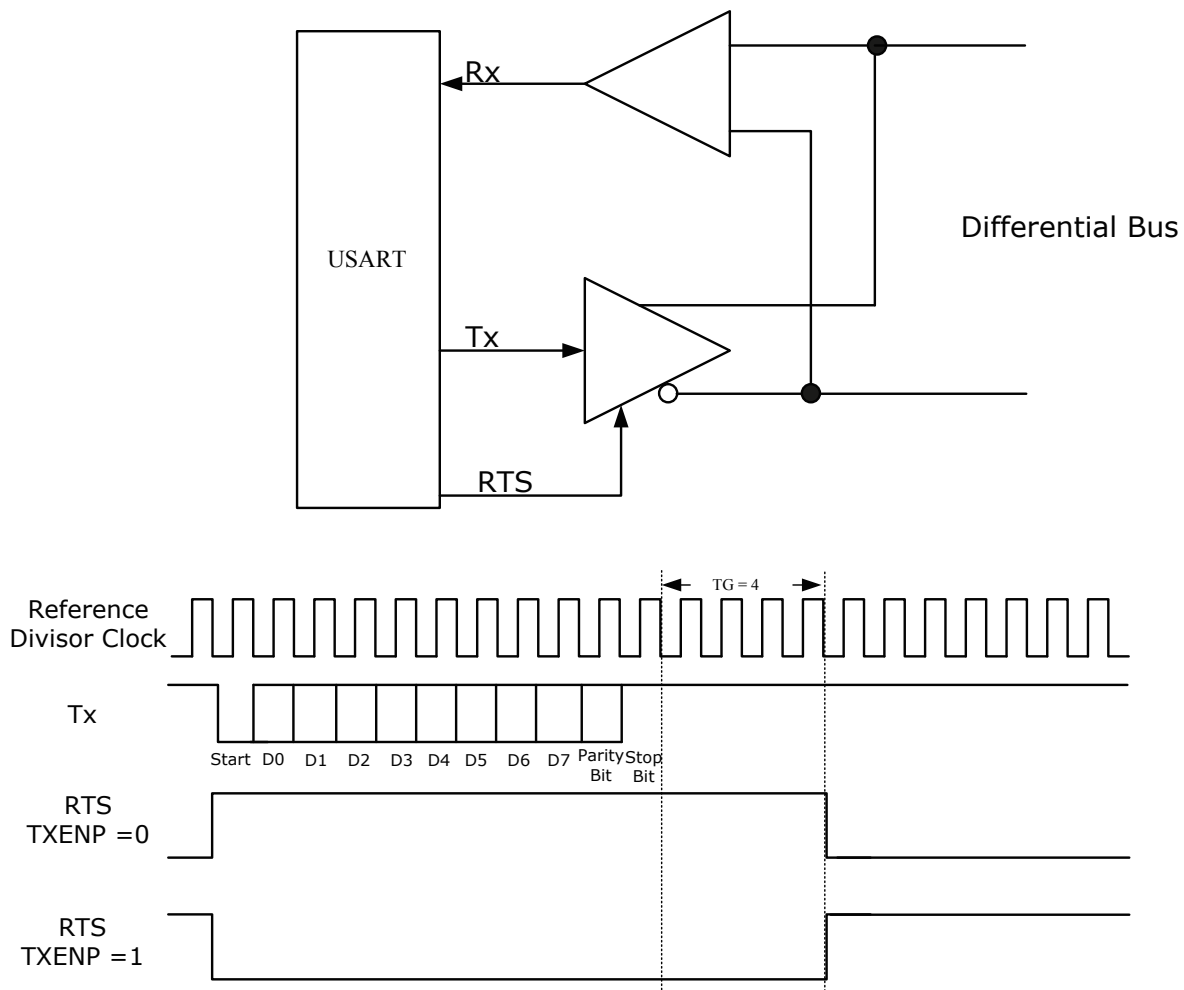 Rx
Differential Bus
USART
Tx
RTS
TG = 4
Reference
Divisor Clock
Tx
Start D0 D1 D2 D3 D4 D5 D6 D7 Parity Stop
Bit Bit
RTS
TXENP =0
RTS
TXENP =1